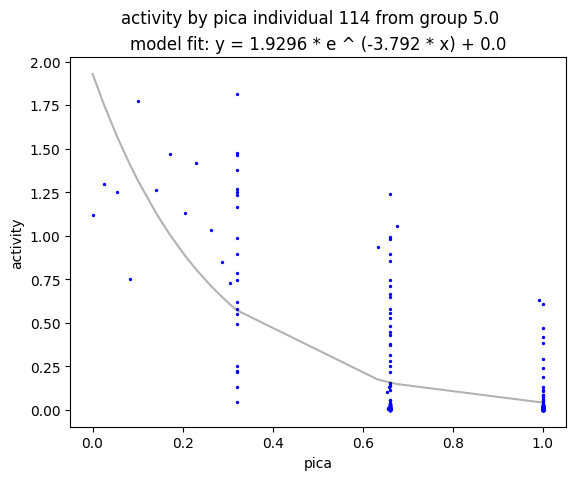 activity by pica individual 114 from group 5.0
model fit: y = 1.9296 * e ^ (-3.792 * x) + 0.0
2.00
1.75
1.50
1.25
1.00
0.75
0.50
0.25
0.00
activity
0.0 0.2 0.4 0.6 0.8 1.0
pica